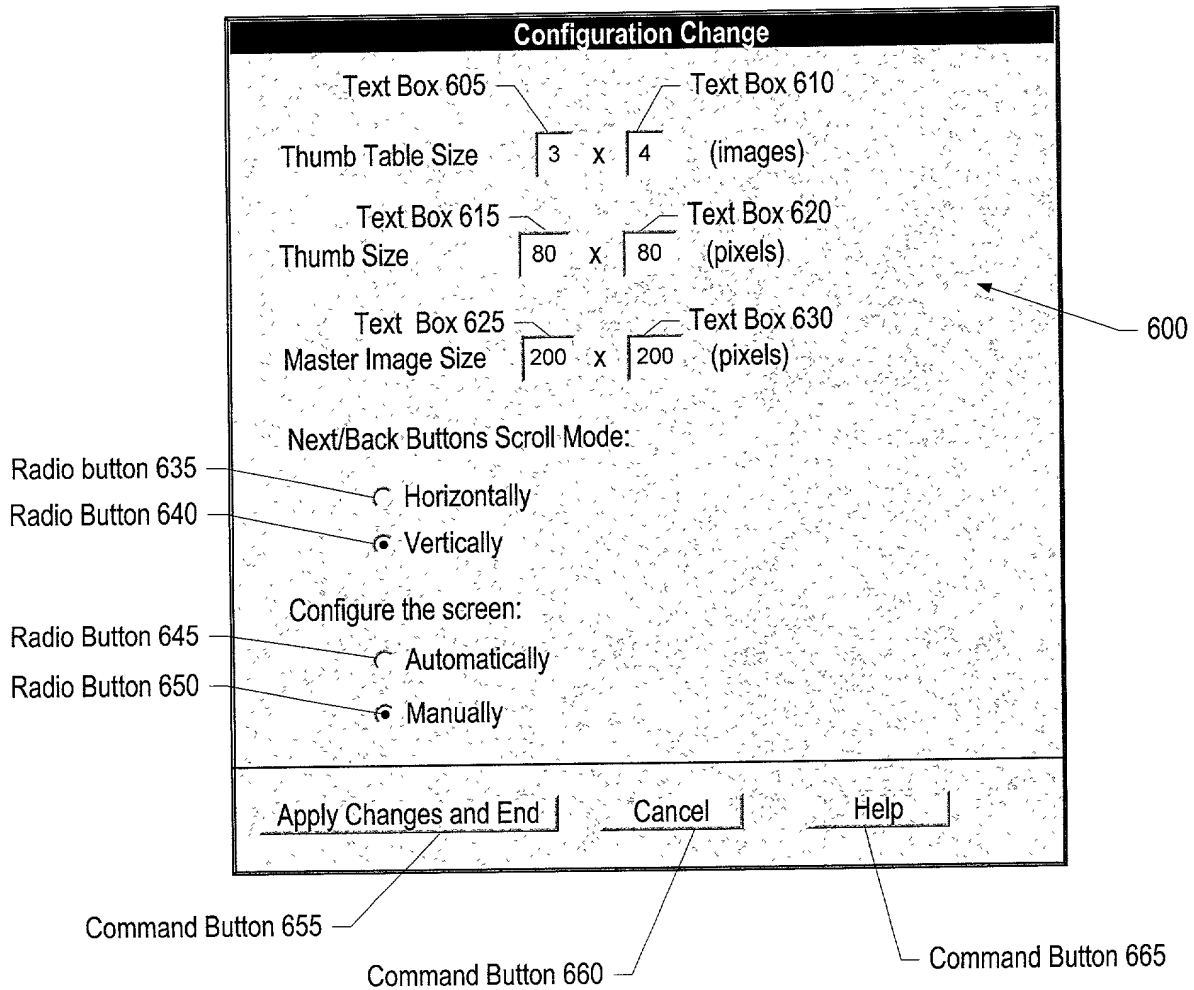 Configuration Change
Text Box 605 Text Box 610
Thumb Table Size 3 x 4 (images)
Text Box 615 Text Box 620
Thumb Size 80 x 80 (pixels)
Text Box 625 Text Box 630
Master Image Size 200 x 200 (pixels)
600
Next/Back Buttons Scroll Mode:
Radio button 635 Horizontally
Radio Button 640 Vertically
Configure the screen:
Radio Button 645 Automatically
Radio Button 650 Manually
Apply Changes and End Cancel Help
Command Button 655
Command Button 660
Command Button 665